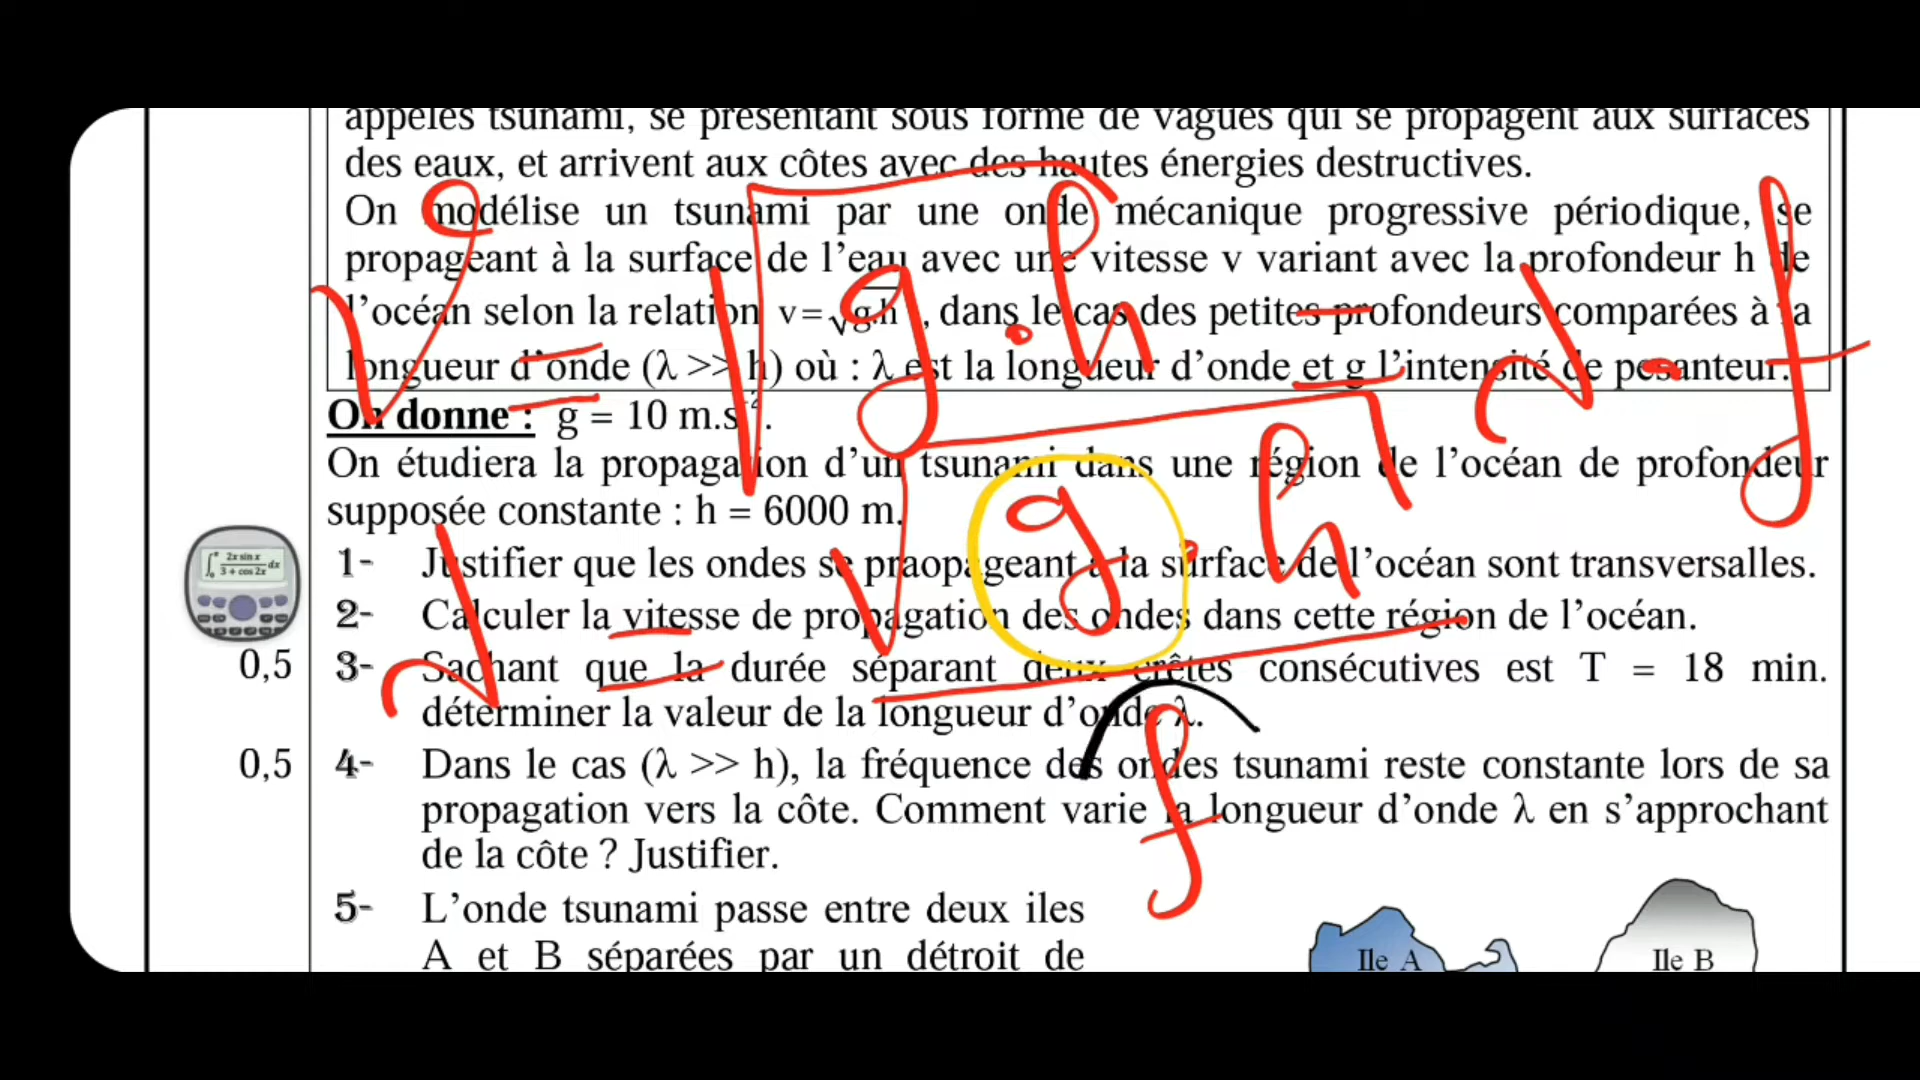 appelés tsunami, se présentant sous forme de vagues qui se propagent aux surfaces
des eaux, et arrivent aux côtes avec des hautes énergies destructives.
On modélise un tsunami par une onde mécanique progressive périodique, se
propageant à la surface de l'eau avec une vitesse v variant avec la profondeur h de
l'océan selon la relation v=√g.h , dans le cas des petites profondeurs comparées à la
longueur d'onde (λ >> h) où : λ est la longueur d'onde et g l'intensité de pesanteur.
v = √g.h = λ.f
On donne : g = 10 m.s⁻².
On étudiera la propagation d'un tsunami dans une région de l'océan de profondeur
supposée constante : h = 6000 m.
1- Justifier que les ondes se praopageant à la surface de l'océan sont transversalles.
2- Calculer la vitesse de propagation des ondes dans cette région de l'océan.
λ = √g.h / f
0,5 3- Sachant que la durée séparant deux crêtes consécutives est T = 18 min.
déterminer la valeur de la longueur d'onde λ.
0,5 4- Dans le cas (λ >> h), la fréquence des ondes tsunami reste constante lors de sa
propagation vers la côte. Comment varie la longueur d'onde λ en s'approchant
de la côte ? Justifier.
5- L'onde tsunami passe entre deux iles
A et B séparées par un détroit de
Ile A
Ile B